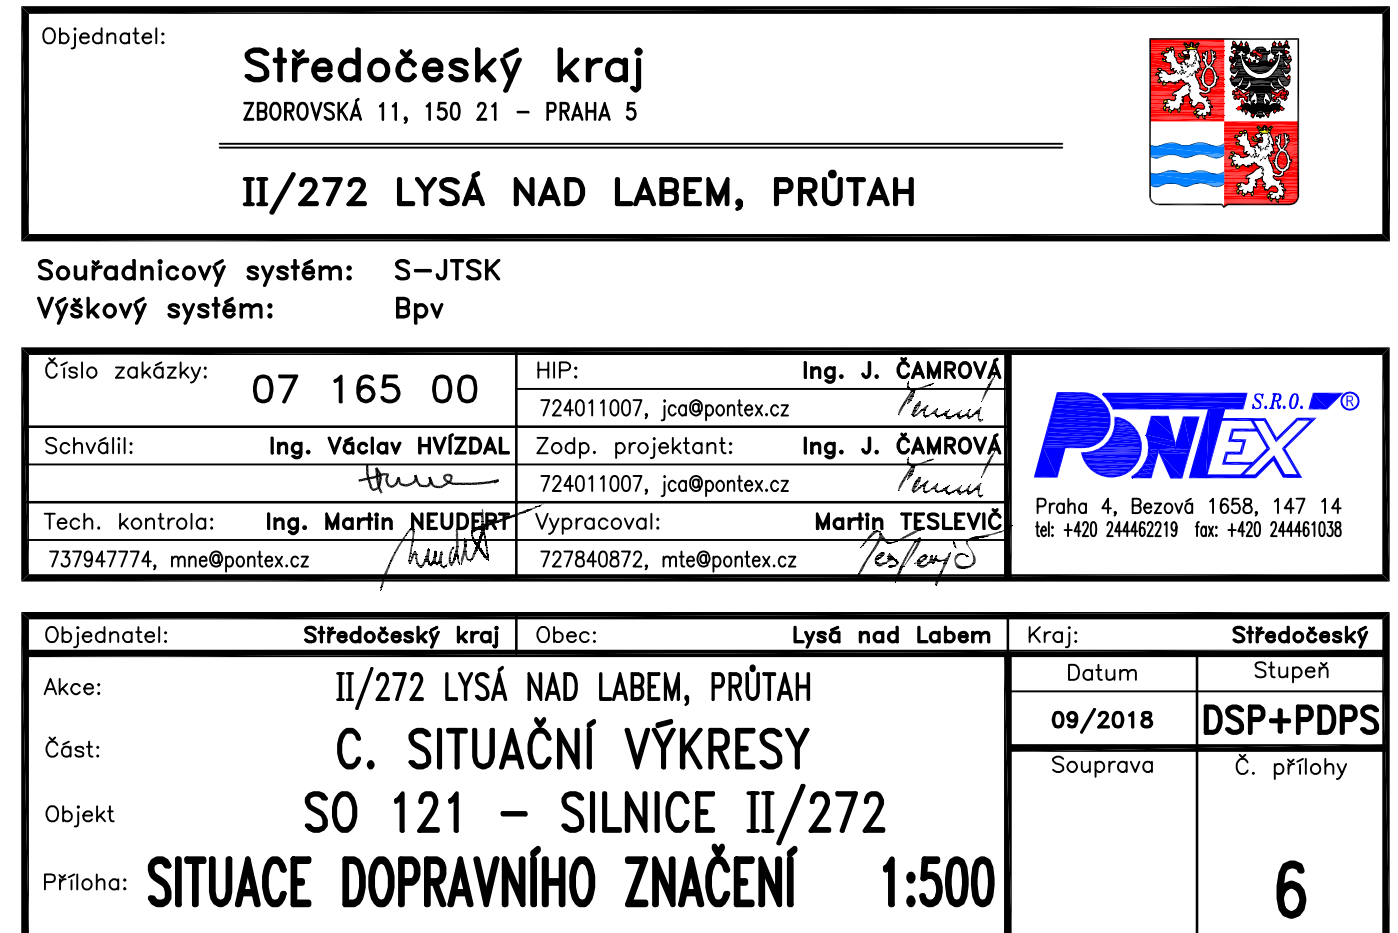 Objednatel:
Středočeský kraj
ZBOROVSKÁ 11, 150 21 – PRAHA 5
II/272 LYSÁ NAD LABEM, PRŮTAH
Souřadnicový systém: S-JTSK
Výškový systém: Bpv
Číslo zakázky: 07 165 00
HIP: Ing. J. ČAMROVÁ
724011007, jca@pontex.cz
Schválil: Ing. Václav HVÍZDAL
Zodp. projektant: Ing. J. ČAMROVÁ
724011007, jca@pontex.cz
Tech. kontrola: Ing. Martin NEUDERT
737947774, mne@pontex.cz
Vypracoval: Martin TESLEVIČ
727840872, mte@pontex.cz
PONTEX S.R.O. ®
Praha 4, Bezová 1658, 147 14
tel: +420 244462219 fax: +420 244461038
Objednatel: Středočeský kraj
Obec: Lysá nad Labem
Kraj: Středočeský
Akce: II/272 LYSÁ NAD LABEM, PRŮTAH
Část: C. SITUAČNÍ VÝKRESY
Objekt SO 121 – SILNICE II/272
Příloha: SITUACE DOPRAVNÍHO ZNAČENÍ 1:500
Datum
09/2018
Stupeň
DSP+PDPS
Souprava
Č. přílohy
6